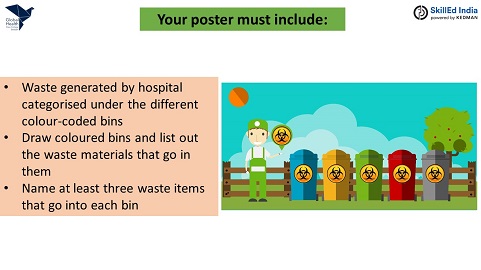 Your poster must include:
Global
Health
SkillEd India
powered by KEDMAN
• Waste generated by hospital
categorised under the different
colour-coded bins
• Draw coloured bins and list out
the waste materials that go in
them
• Name at least three waste items
that go into each bin